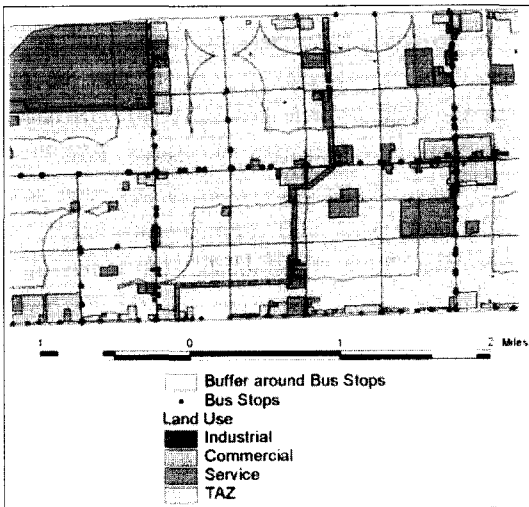 1 0 1 2 Miles
Buffer around Bus Stops
Bus Stops
Land Use
Industrial
Commercial
Service
TAZ